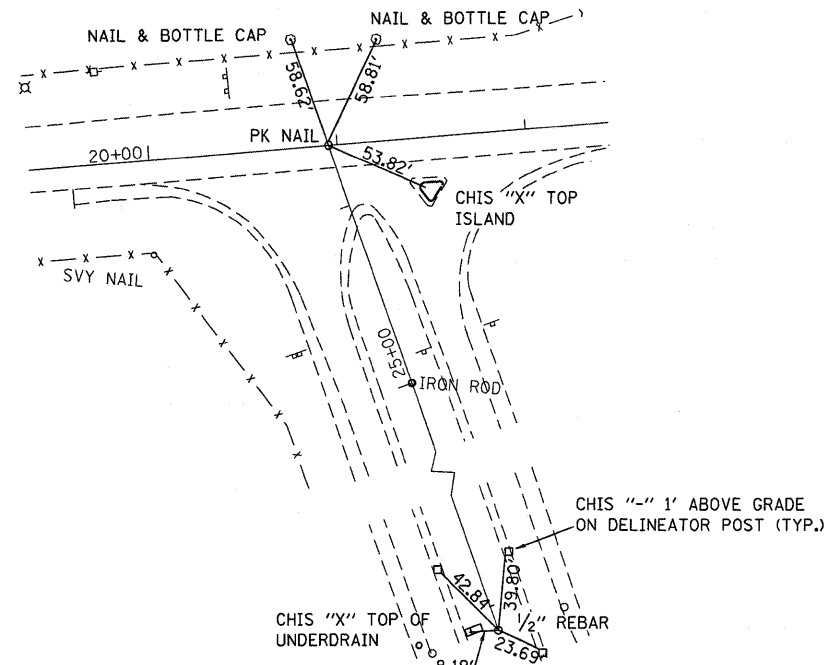 NAIL & BOTTLE CAP
NAIL & BOTTLE CAP
58.62'
58.81'
PK NAIL
20+00
53.82'
CHIS "X" TOP
ISLAND
SVY NAIL
25+00
IRON ROD
CHIS "-" 1' ABOVE GRADE
ON DELINEATOR POST (TYP.)
42.84'
39.80'
CHIS "X" TOP OF
UNDERDRAIN
1/2" REBAR
23.69'